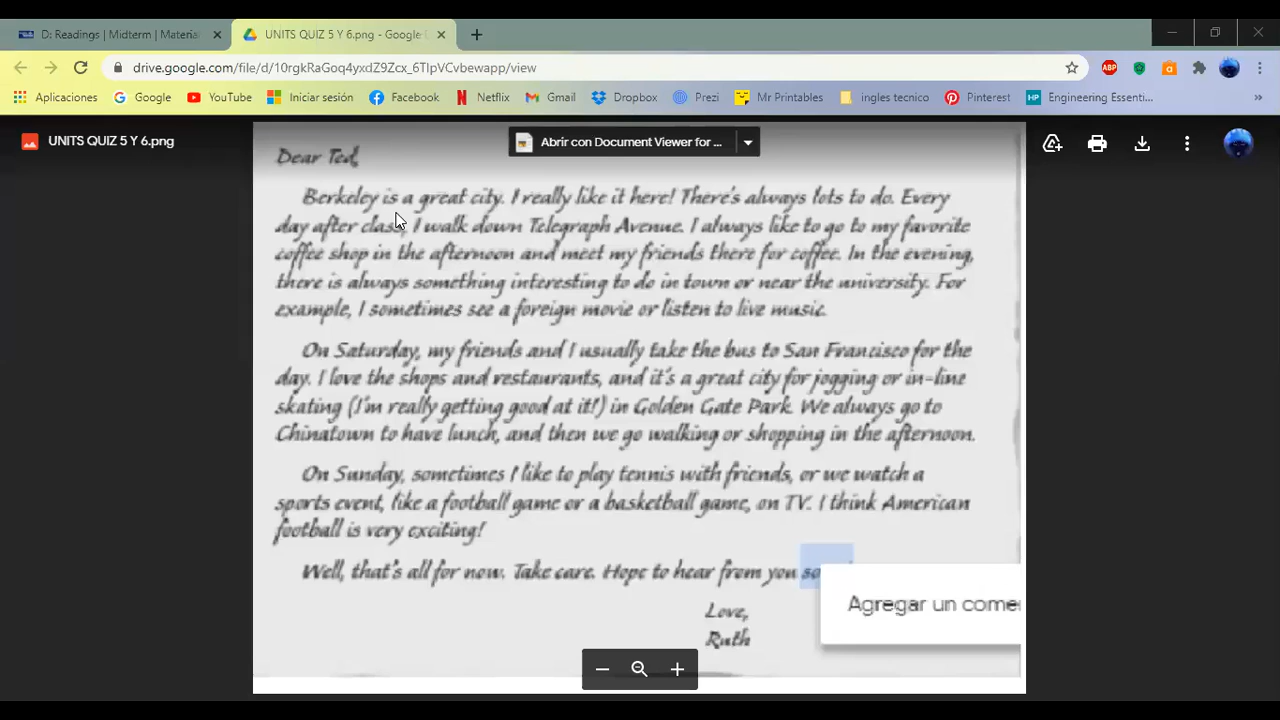 D: Readings | Midterm | Material
UNITS QUIZ 5 Y 6.png - Google
drive.google.com/file/d/10rgkRaGoq4yxdZ9Zcx_6TlpVCvbewapp/view
ABP
Aplicaciones Google YouTube Iniciar sesión Facebook Netflix Gmail Dropbox Prezi Mr Printables ingles tecnico Pinterest HP Engineering Essenti...
UNITS QUIZ 5 Y 6.png
Abrir con Document Viewer for ...
Dear Ted,
Berkeley is a great city. I really like it here! There's always lots to do. Every
day after class, I walk down Telegraph Avenue. I always like to go to my favorite
coffee shop in the afternoon and meet my friends there for coffee. In the evening,
there is always something interesting to do in town or near the university. For
example, I sometimes see a foreign movie or listen to live music.
On Saturday, my friends and I usually take the bus to San Francisco for the
day. I love the shops and restaurants, and it's a great city for jogging or in-line
skating (I'm really getting good at it!) in Golden Gate Park. We always go to
Chinatown to have lunch, and then we go walking or shopping in the afternoon.
On Sunday, sometimes I like to play tennis with friends, or we watch a
sports event, like a football game or a basketball game, on TV. I think American
football is very exciting!
Well, that's all for now. Take care. Hope to hear from you
Agregar un come
Love,
Ruth